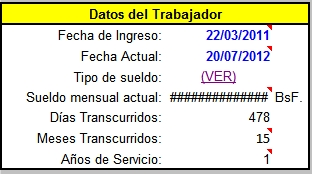 Datos del Trabajador
Fecha de Ingreso: 22/03/2011
Fecha Actual: 20/07/2012
Tipo de sueldo: (VER)
Sueldo mensual actual: ############## BsF.
Días Transcurridos: 478
Meses Transcurridos: 15
Años de Servicio: 1